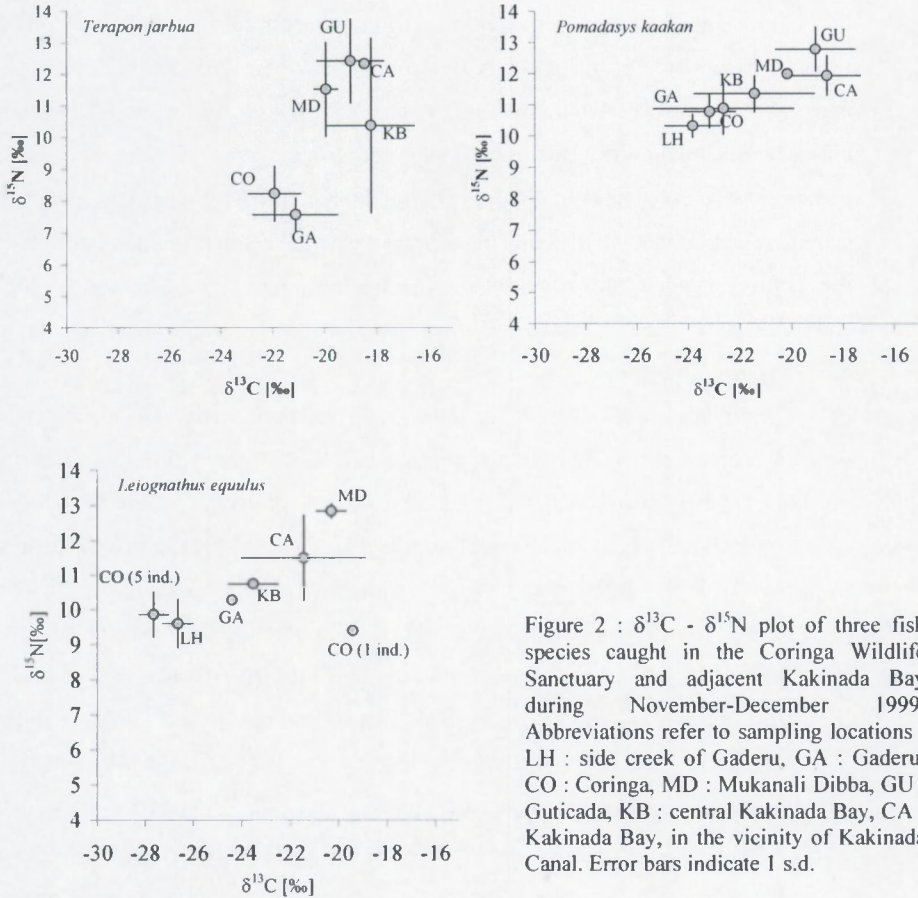 Terapon jarbua
14
13
12
11
10
9
8
7
6
5
4
δ15N [‰]
GU
CA
MD
KB
CO
GA
-30 -28 -26 -24 -22 -20 -18 -16
δ13C [‰]
Pomadasys kaakan
14
13
12
11
10
9
8
7
6
5
4
δ15N [‰]
GU
MD
KB
CA
GA
CO
LH
-30 -28 -26 -24 -22 -20 -18 -16
δ13C [‰]
Leiognathus equulus
14
13
12
11
10
9
8
7
6
5
4
δ15N[‰]
MD
CA
CO (5 ind.)
KB
GA
LH
CO (1 ind.)
-30 -28 -26 -24 -22 -20 -18 -16
δ13C [‰]
Figure 2 : δ13C - δ15N plot of three fish
species caught in the Coringa Wildlife
Sanctuary and adjacent Kakinada Bay
during November-December 1999
Abbreviations refer to sampling locations
LH : side creek of Gaderu, GA : Gaderu
CO : Coringa, MD : Mukanali Dibba, GU
Guticada, KB : central Kakinada Bay, CA
Kakinada Bay, in the vicinity of Kakinada
Canal. Error bars indicate 1 s.d.